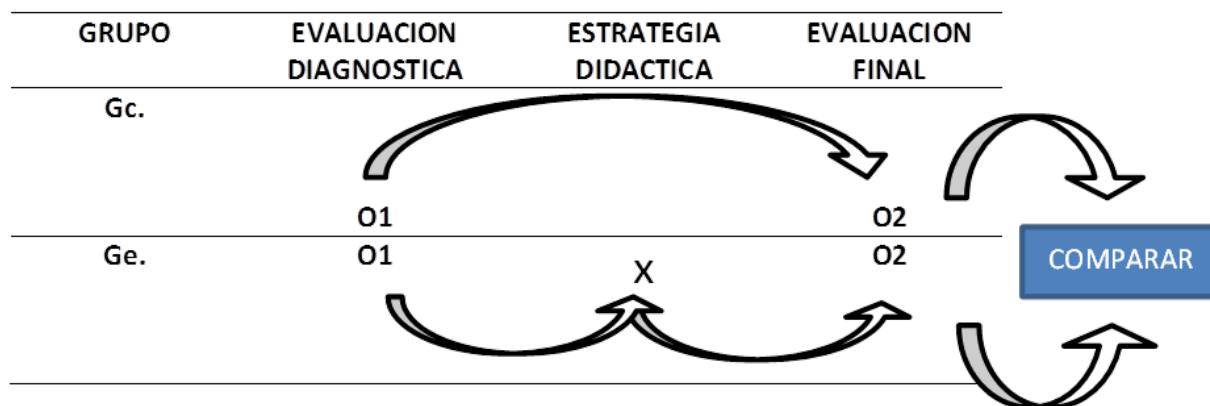 GRUPO EVALUACION ESTRATEGIA EVALUACION
DIAGNOSTICA DIDACTICA FINAL
Gc.
O1 O2
Ge. O1 X O2
COMPARAR